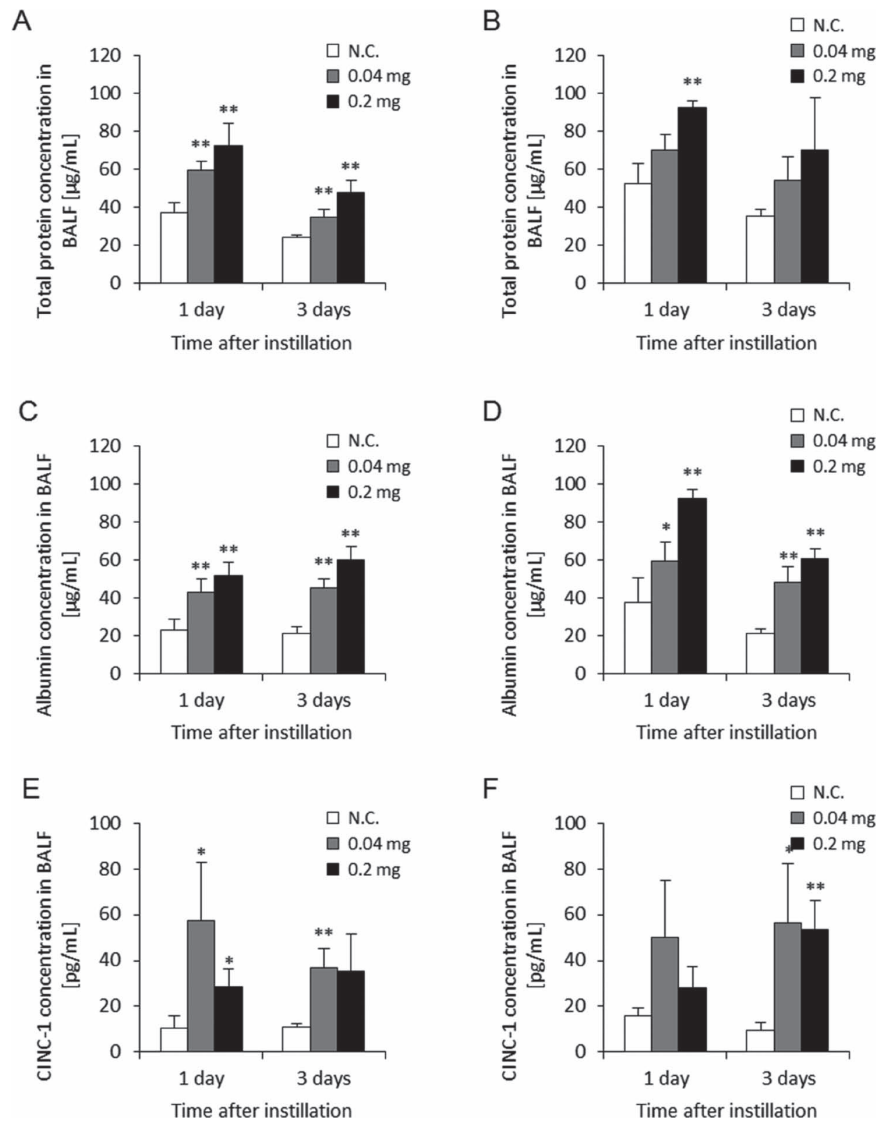 A
Total protein concentration in
BALF [µg/mL]
120
100
80
60
40
20
0
N.C.
0.04 mg
0.2 mg
** **
** **
1 day 3 days
Time after instillation
B
Total protein concentration in
BALF [µg/mL]
120
100
80
60
40
20
0
N.C.
0.04 mg
0.2 mg
**
1 day 3 days
Time after instillation
C
Albumin concentration in BALF
[µg/mL]
120
100
80
60
40
20
0
N.C.
0.04 mg
0.2 mg
** **
** **
1 day 3 days
Time after instillation
D
Albumin concentration in BALF
[µg/mL]
120
100
80
60
40
20
0
N.C.
0.04 mg
0.2 mg
* **
** **
1 day 3 days
Time after instillation
E
CINC-1 concentration in BALF
[pg/mL]
100
80
60
40
20
0
N.C.
0.04 mg
0.2 mg
* *
**
1 day 3 days
Time after instillation
F
CINC-1 concentration in BALF
[pg/mL]
100
80
60
40
20
0
N.C.
0.04 mg
0.2 mg
* **
1 day 3 days
Time after instillation